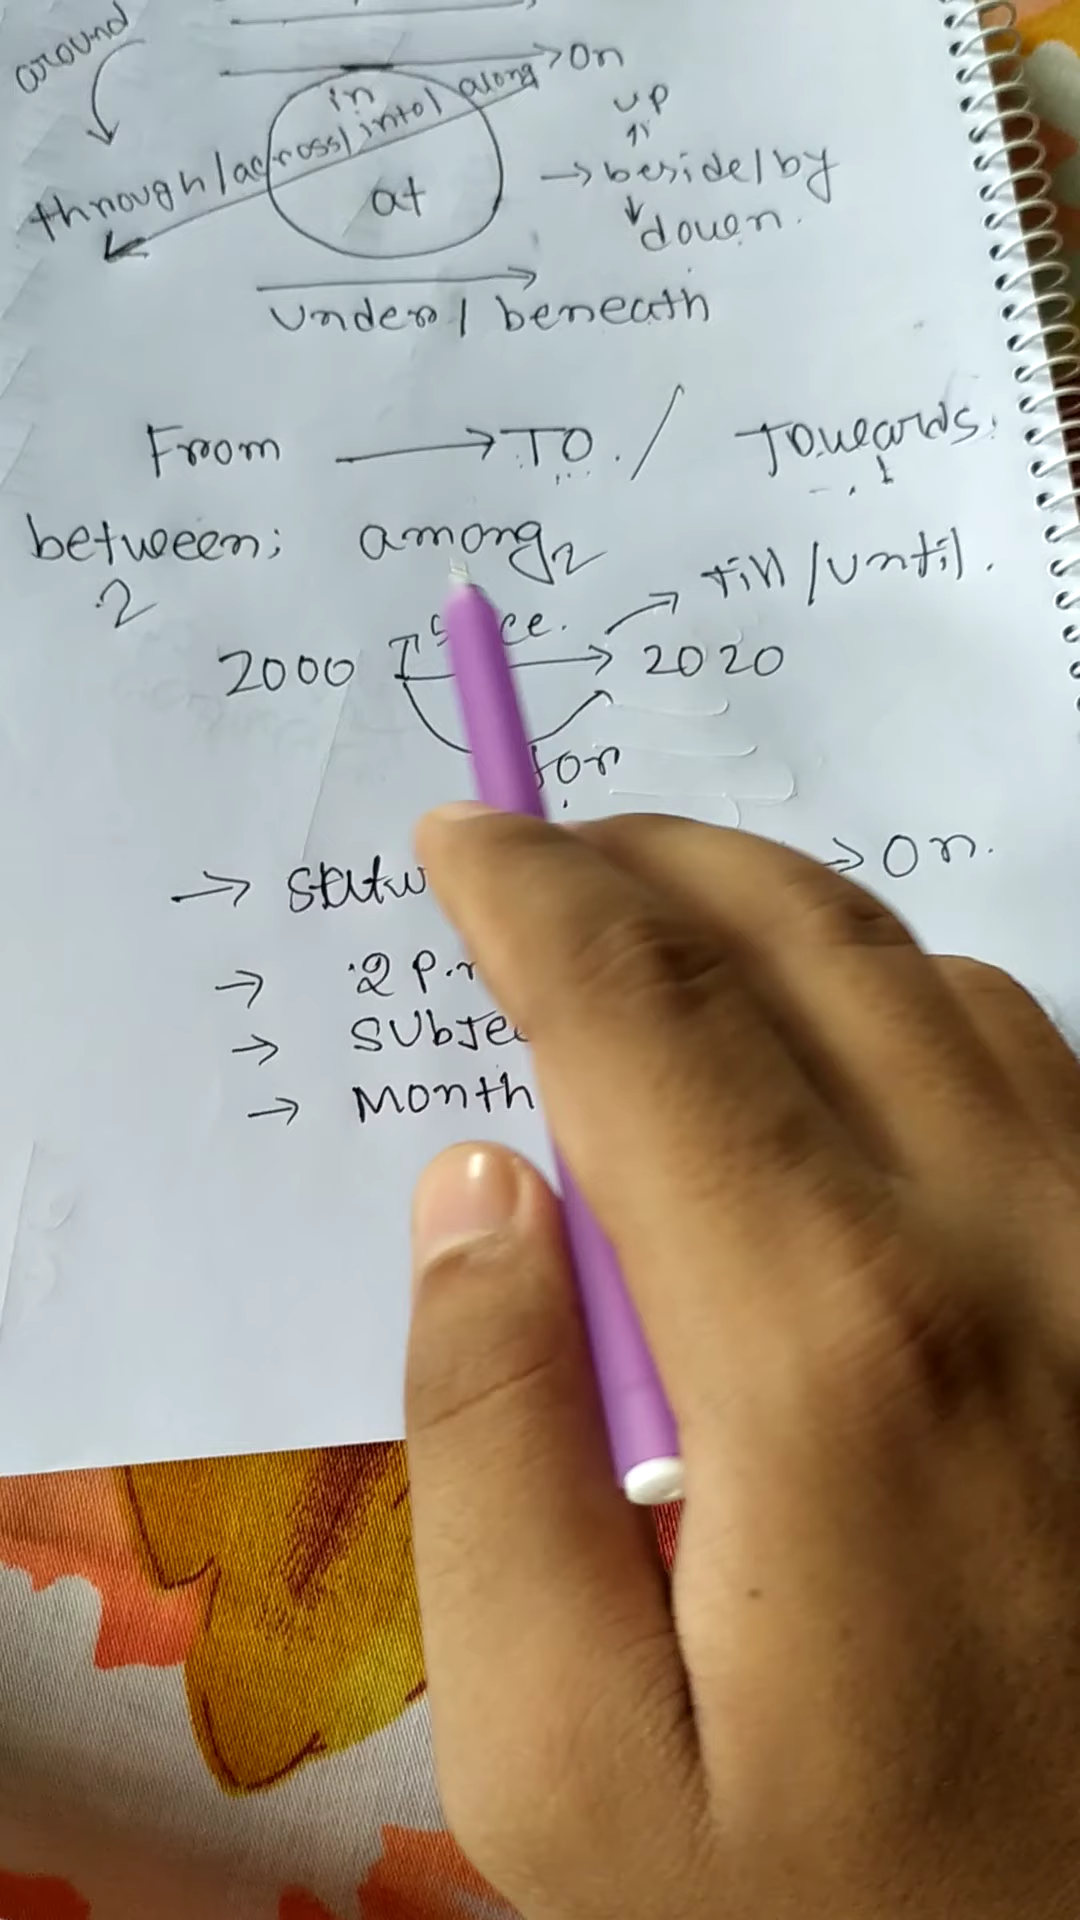 around
on
in
through/across/into/along
at
up
beside/by
down.
under/ beneath
From → TO. / Towards.
between; among
2 2
till/until.
2000 → 2020
for
→ → On.
→ 2 P.
→
→ Month